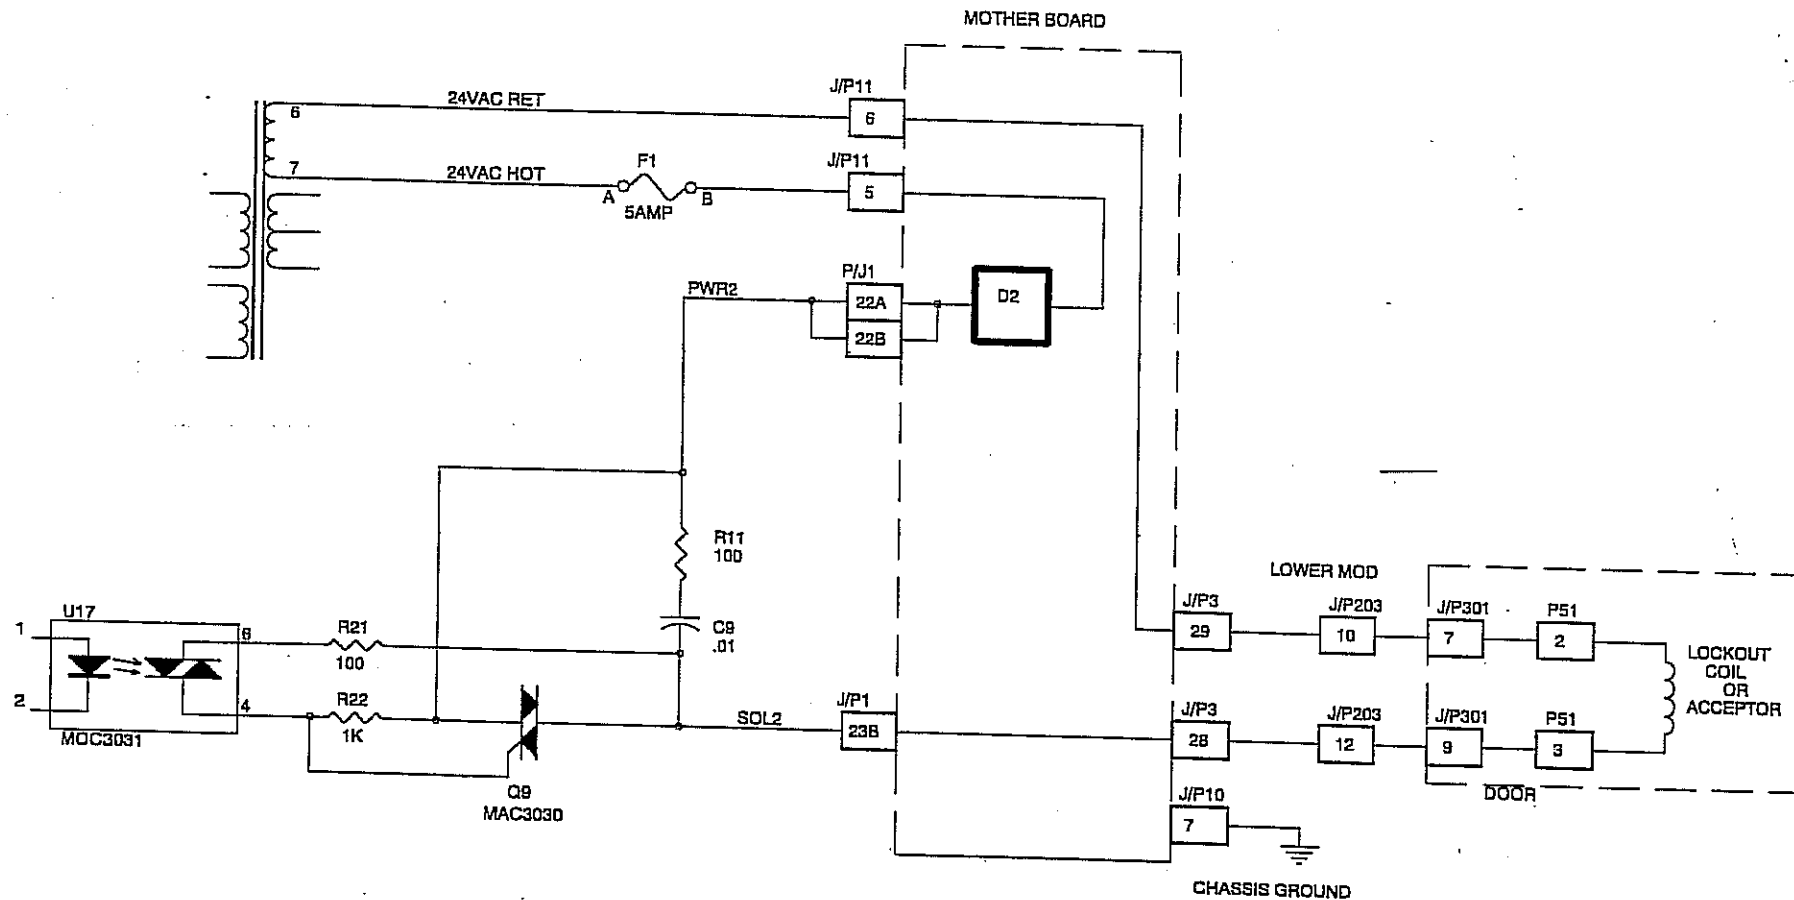 MOTHER BOARD
J/P11
24VAC RET
6
6
J/P11
F1
24VAC HOT
7
5
A
B
5AMP
P/J1
PWR2
22A
D2
22B
R11
100
LOWER MOD
J/P3
J/P203
J/P301
P51
U17
1
6
R21
C9
.01
29
10
7
2
100
LOCKOUT
COIL
OR
ACCEPTOR
2
4
R22
J/P1
SOL2
J/P3
J/P203
J/P301
P51
1K
23B
28
12
9
3
MOC3031
Q9
MAC3030
J/P10
DOOR
7
CHASSIS GROUND